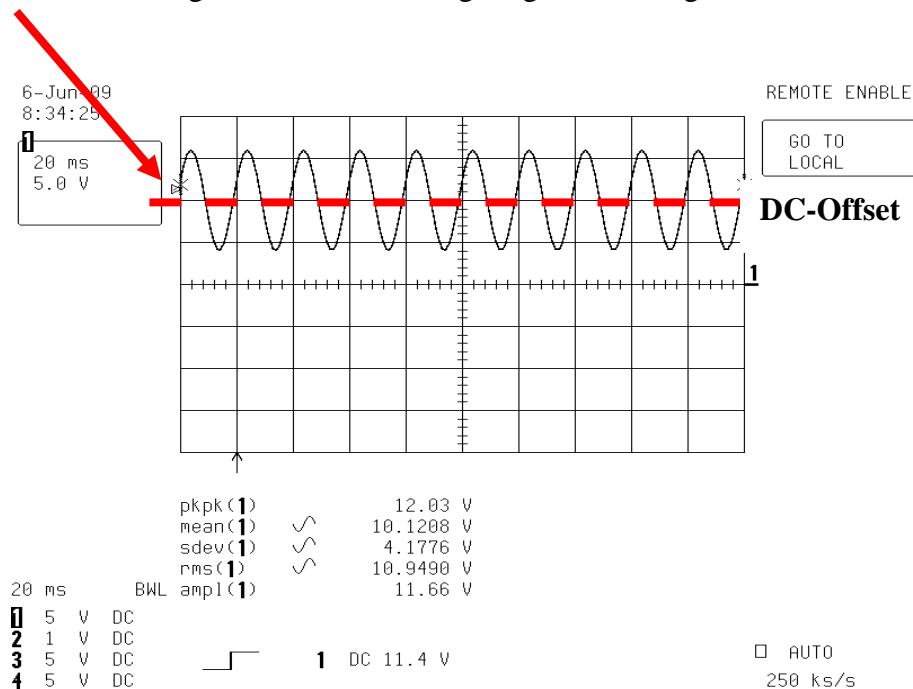 6-Jun-09
8:34:25
REMOTE ENABLE
1
20 ms
5.0 V
GO TO
LOCAL
DC-Offset
1
pkpk(1) 12.03 V
mean(1) 10.1208 V
sdev(1) 4.1776 V
rms(1) 10.9490 V
20 ms BWL ampl(1) 11.66 V
1 5 V DC
2 1 V DC
3 5 V DC 1 DC 11.4 V □ AUTO
4 5 V DC 250 ks/s